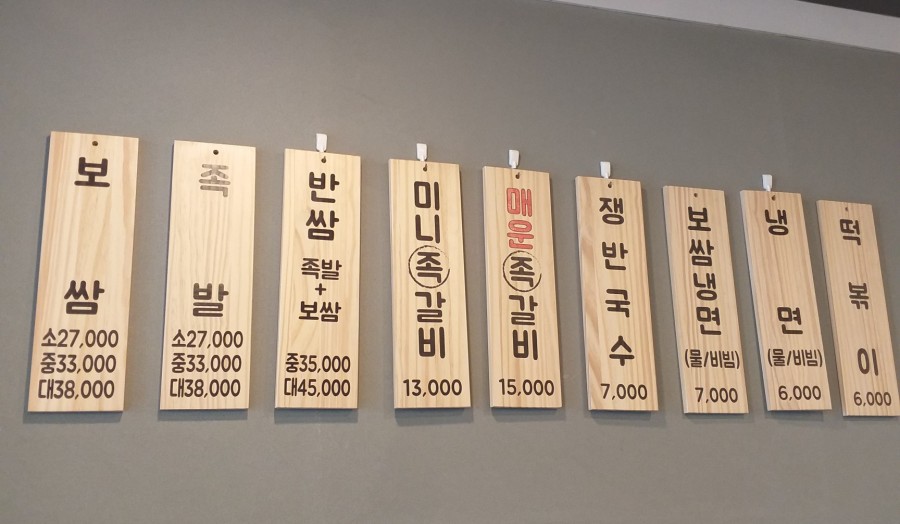 보쌈
소27,000
중33,000
대38,000
족발
소27,000
중33,000
대38,000
반쌈
족발
+
보쌈
중35,000
대45,000
미니족갈비
13,000
매운족갈비
15,000
쟁반국수
7,000
보쌈냉면
(물/비빔)
7,000
냉면
(물/비빔)
6,000
떡볶이
6,000